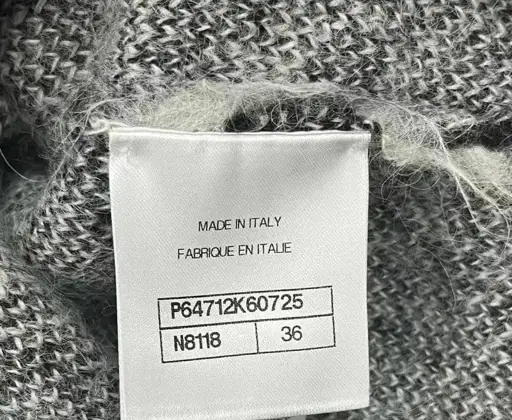 MADE IN ITALY
FABRIQUE EN ITALIE
P64712K60725
N8118 36